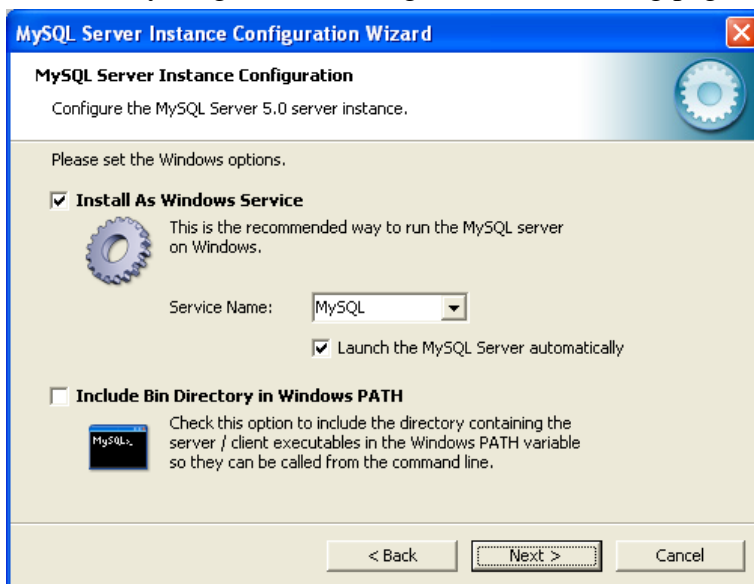 MySQL Server Instance Configuration Wizard
MySQL Server Instance Configuration
Configure the MySQL Server 5.0 server instance.
Please set the Windows options.
Install As Windows Service
This is the recommended way to run the MySQL server
on Windows.
Service Name: MySQL
Launch the MySQL Server automatically
Include Bin Directory in Windows PATH
MySQL>_
Check this option to include the directory containing the
server / client executables in the Windows PATH variable
so they can be called from the command line.
< Back Next > Cancel